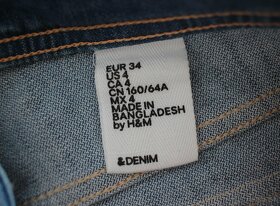 EUR 34
US 4
CA 4
CN 160/64A
MX 4
MADE IN
BANGLADESH
by H&M
&DENIM